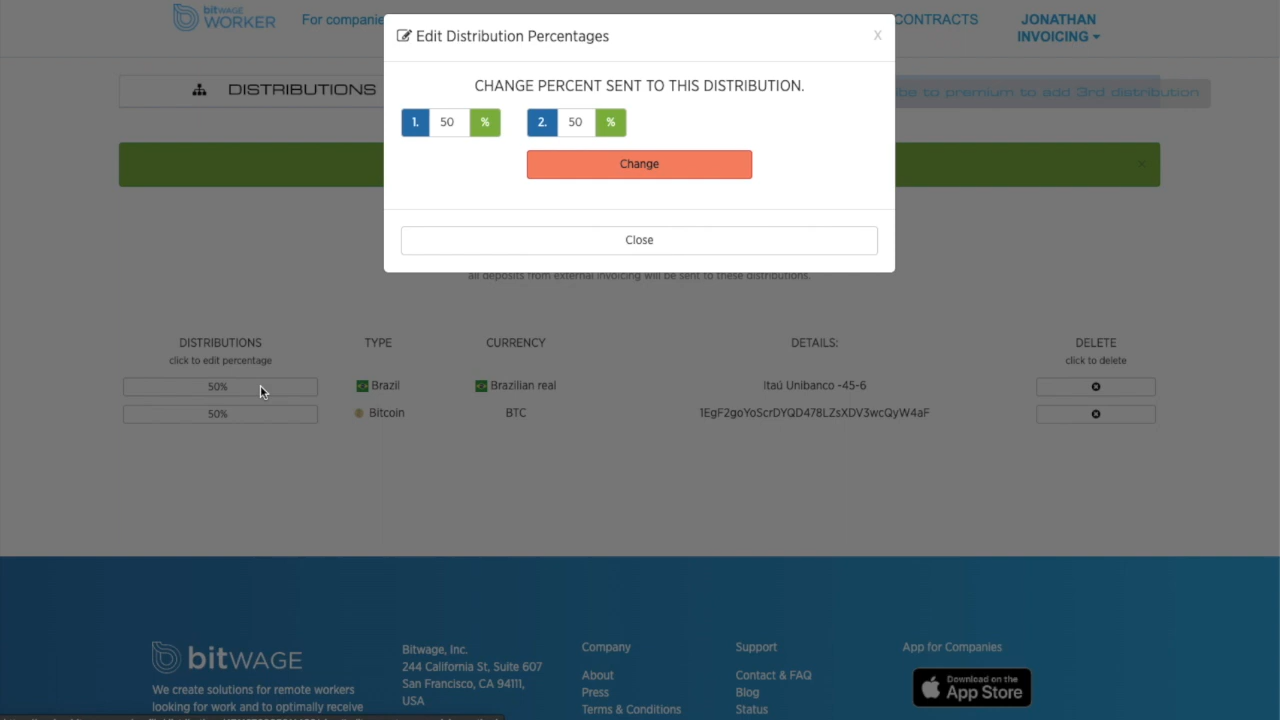 bitWAGE
WORKER
For companie
CONTRACTS
JONATHAN
INVOICING
Edit Distribution Percentages
X
DISTRIBUTIONS
be to premium to add 3rd distribution
CHANGE PERCENT SENT TO THIS DISTRIBUTION.
1. 50 % 2. 50 %
Change
Close
all deposits from external invoicing will be sent to these distributions.
DISTRIBUTIONS TYPE CURRENCY DETAILS: DELETE
click to edit percentage click to delete
50% Brazil Brazilian real Itaú Unibanco -45-6
50% Bitcoin BTC 1EgF2goYoScrDYQD478LZsXDV3wcQyW4aF
bitWAGE
We create solutions for remote workers
looking for work and to optimally receive
Bitwage, Inc.
244 California St, Suite 607
San Francisco, CA 94111,
USA
Company
About
Press
Terms & Conditions
Support
Contact & FAQ
Blog
Status
App for Companies
Download on the
App Store